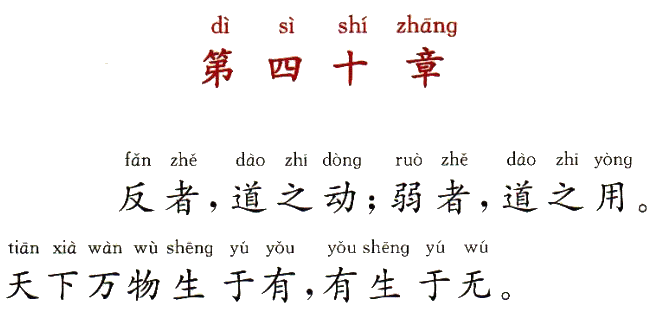 dì sì shí zhāng
第四十章
fǎn zhě dào zhī dòng ruò zhě dào zhī yòng
反者，道之动；弱者，道之用。
tiān xià wàn wù shēng yú yǒu yǒu shēng yú wú
天下万物生于有，有生于无。